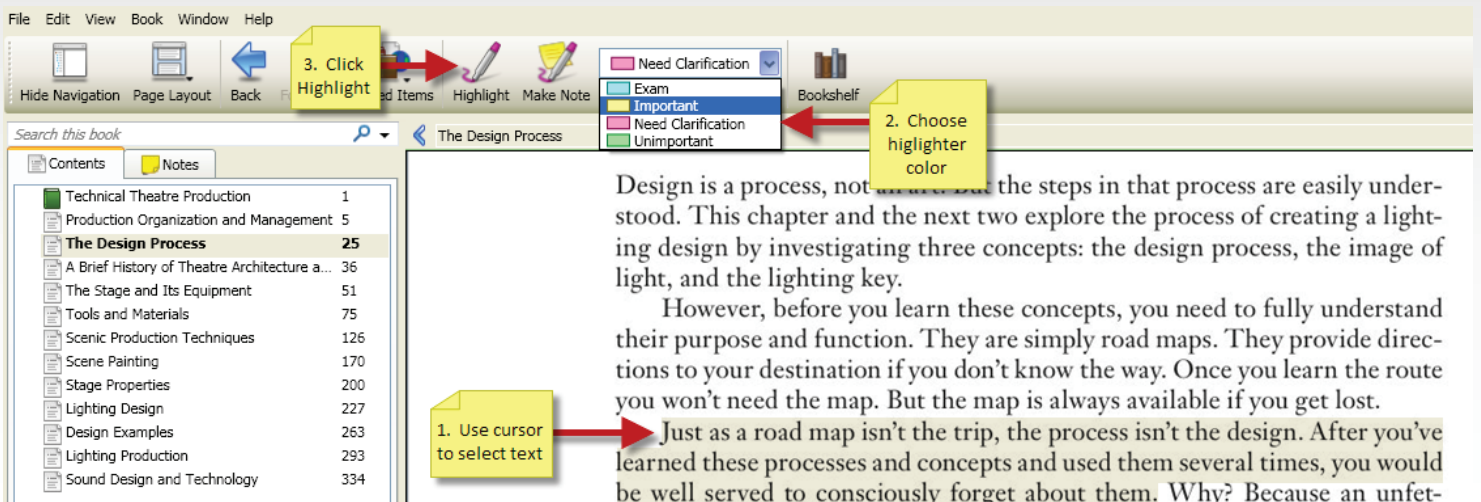 File Edit View Book Window Help
3. Click
Highlight
Hide Navigation Page Layout Back Items Highlight Make Note
Need Clarification
Exam
Important
Need Clarification
Unimportant
Bookshelf
2. Choose
higlighter
color
Search this book
The Design Process
Contents Notes
Technical Theatre Production 1
Production Organization and Management 5
The Design Process 25
A Brief History of Theatre Architecture a... 36
The Stage and Its Equipment 51
Tools and Materials 75
Scenic Production Techniques 126
Scene Painting 170
Stage Properties 200
Lighting Design 227
Design Examples 263
Lighting Production 293
Sound Design and Technology 334
Design is a process, not an art. But the steps in that process are easily under-
stood. This chapter and the next two explore the process of creating a light-
ing design by investigating three concepts: the design process, the image of
light, and the lighting key.
However, before you learn these concepts, you need to fully understand
their purpose and function. They are simply road maps. They provide direc-
tions to your destination if you don't know the way. Once you learn the route
you won't need the map. But the map is always available if you get lost.
1. Use cursor
to select text
Just as a road map isn't the trip, the process isn't the design. After you've
learned these processes and concepts and used them several times, you would
be well served to consciously forget about them. Why? Because an unfet-